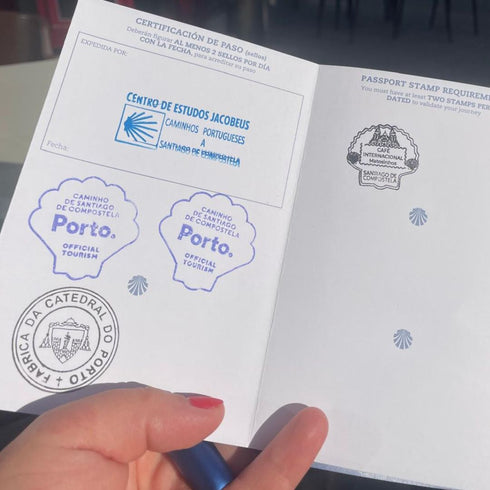 CERTIFICACIÓN DE PASO (sellos)
Deberán figurar AL MENOS 2 SELLOS POR DÍA
CON LA FECHA, para acreditar su paso
EXPEDIDA POR:
CENTRO DE ESTUDOS JACOBEUS
CAMINHOS PORTUGUESES
A
SANTIAGO DE COMPOSTELA
Fecha:
CAMINHO
DE SANTIAGO
DE COMPOSTELA
Porto.
OFFICIAL
TOURISM
CAMINHO
DE SANTIAGO
DE COMPOSTELA
Porto.
OFFICIAL
TOURISM
FABRICA DA CATEDRAL DO PORTO
PASSPORT STAMP REQUIREME
You must have at least TWO STAMPS PER
DATED to validate your journey
CAFÉ
INTERNACIONAL
Matosinhos
SANTIAGO DE
COMPOSTELA